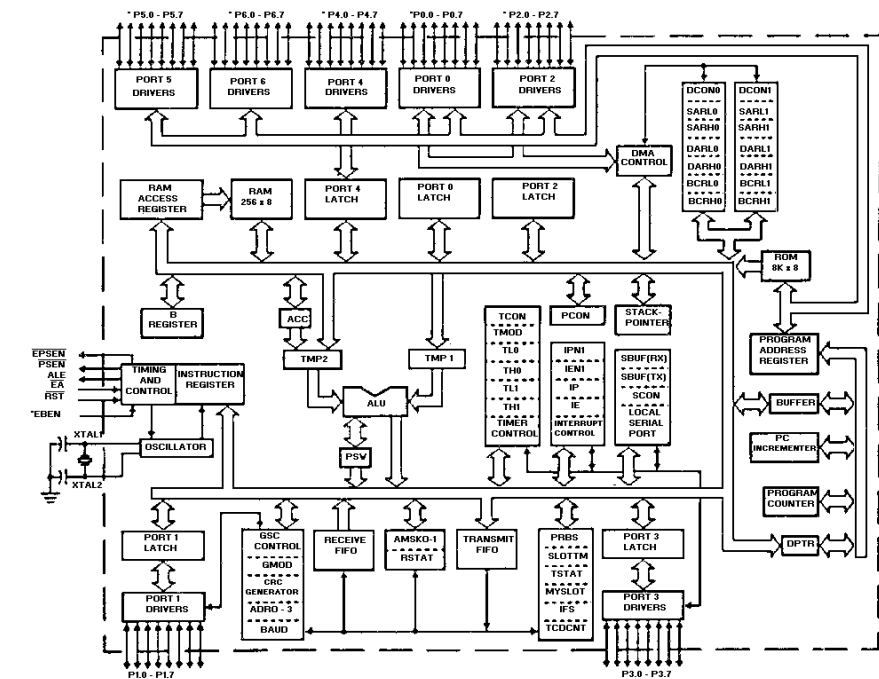 * P5.0 - P5.7
* P6.0 - P6.7
* P4.0 - P4.7
*P0.0 - P0.7
* P2.0 - P2.7
PORT 5
DRIVERS
PORT 6
DRIVERS
PORT 4
DRIVERS
PORT 0
DRIVERS
PORT 2
DRIVERS
DCON0
SARL0
SARH0
DARL0
DARH0
BCRL0
BCRH0
DCON1
SARL1
SARH1
DARL1
DARH1
BCRL1
BCRH1
DMA
CONTROL
RAM
ACCESS
REGISTER
RAM
256 x 8
PORT 4
LATCH
PORT 0
LATCH
PORT 2
LATCH
ROM
8K x 8
B
REGISTER
ACC
TMP2
TMP 1
ALU
PSW
TCON
TMOD
TL0
TH0
TL1
TH1
TIMER
CONTROL
PCON
IPN1
IEN1
IP
IE
INTERRUPT
CONTROL
STACK-
POINTER
SBUF(RX)
SBUF(TX)
SCON
LOCAL
SERIAL
PORT
PROGRAM
ADDRESS
REGISTER
BUFFER
PC
INCREMENTER
PROGRAM
COUNTER
DPTR
EPSEN
PSEN
ALE
EA
RST
*EBEN
TIMING
AND
CONTROL
INSTRUCTION
REGISTER
XTAL1
XTAL2
OSCILLATOR
PORT 1
LATCH
PORT 1
DRIVERS
GSC
CONTROL
GMOD
CRC
GENERATOR
ADRO - 3
BAUD
RECEIVE
FIFO
AMSKO-1
RSTAT
TRANSMIT
FIFO
PRBS
SLOTTM
TSTAT
MYSLOT
IFS
TCDCNT
PORT 3
LATCH
PORT 3
DRIVERS
P1.0 - P1.7
P3.0 - P3.7